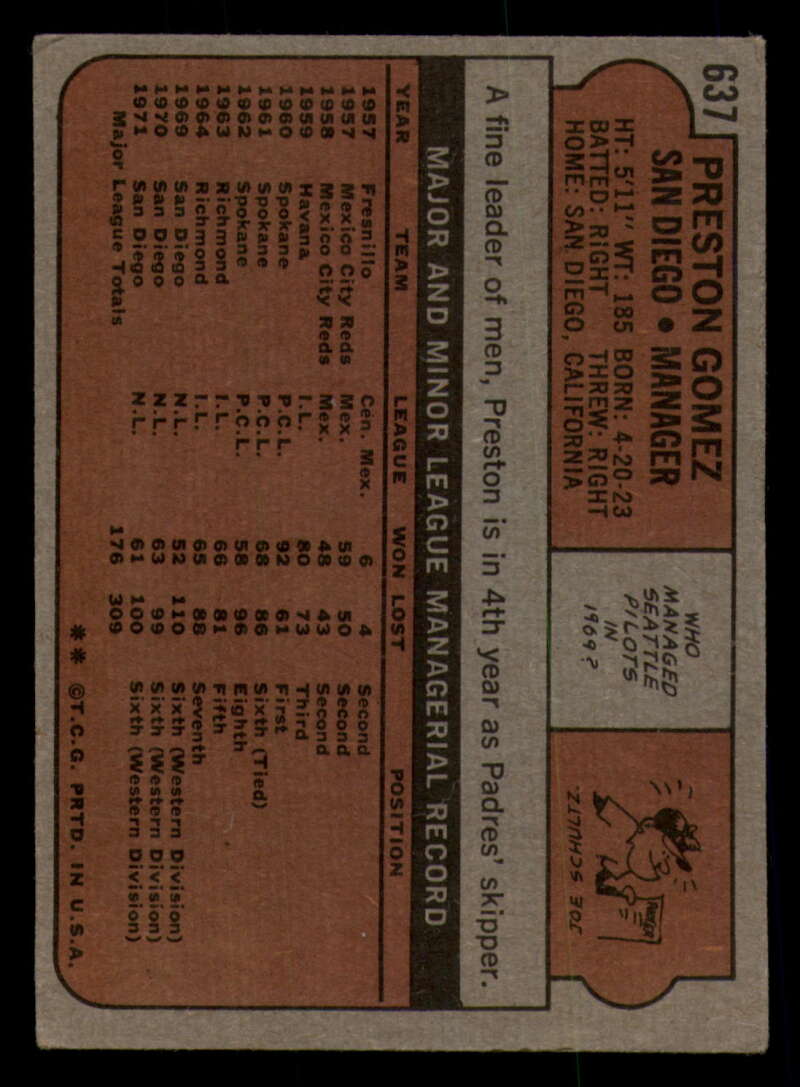 637
PRESTON GOMEZ
SAN DIEGO • MANAGER
HT: 5'11" WT: 185 BORN: 4-20-23
BATTED: RIGHT THREW: RIGHT
HOME: SAN DIEGO, CALIFORNIA
WHO
MANAGED
SEATTLE
PILOTS
IN
1969?
JOE SCHULTZ
A fine leader of men, Preston is in 4th year as Padres' skipper.
MAJOR AND MINOR LEAGUE MANAGERIAL RECORD
YEAR TEAM LEAGUE WON LOST POSITION
1957 Fresnillo Cen. Mex. 6 4 Second
1957 Mexico City Reds Mex. 59 50 Second
1958 Mexico City Reds Mex. 48 43 Second
1959 Havana I.L. 80 73 Third
1960 Spokane P.C.L. 92 61 First
1961 Spokane P.C.L. 68 86 Sixth (Tied)
1962 Spokane P.C.L. 58 96 Eighth
1963 Richmond I.L. 66 81 Fifth
1964 Richmond I.L. 65 88 Seventh
1969 San Diego N.L. 52 110 Sixth (Western Division)
1970 San Diego N.L. 63 99 Sixth (Western Division)
1971 San Diego N.L. 61 100 Sixth (Western Division)
Major League Totals 176 309
** ©T.C.G. PRTD. IN U.S.A.